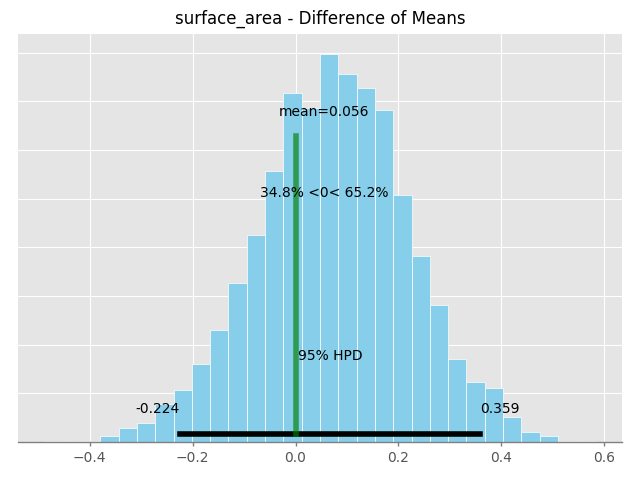 surface_area - Difference of Means
mean=0.056
34.8% <0< 65.2%
95% HPD
-0.224
0.359
−0.4
−0.2
0.0
0.2
0.4
0.6